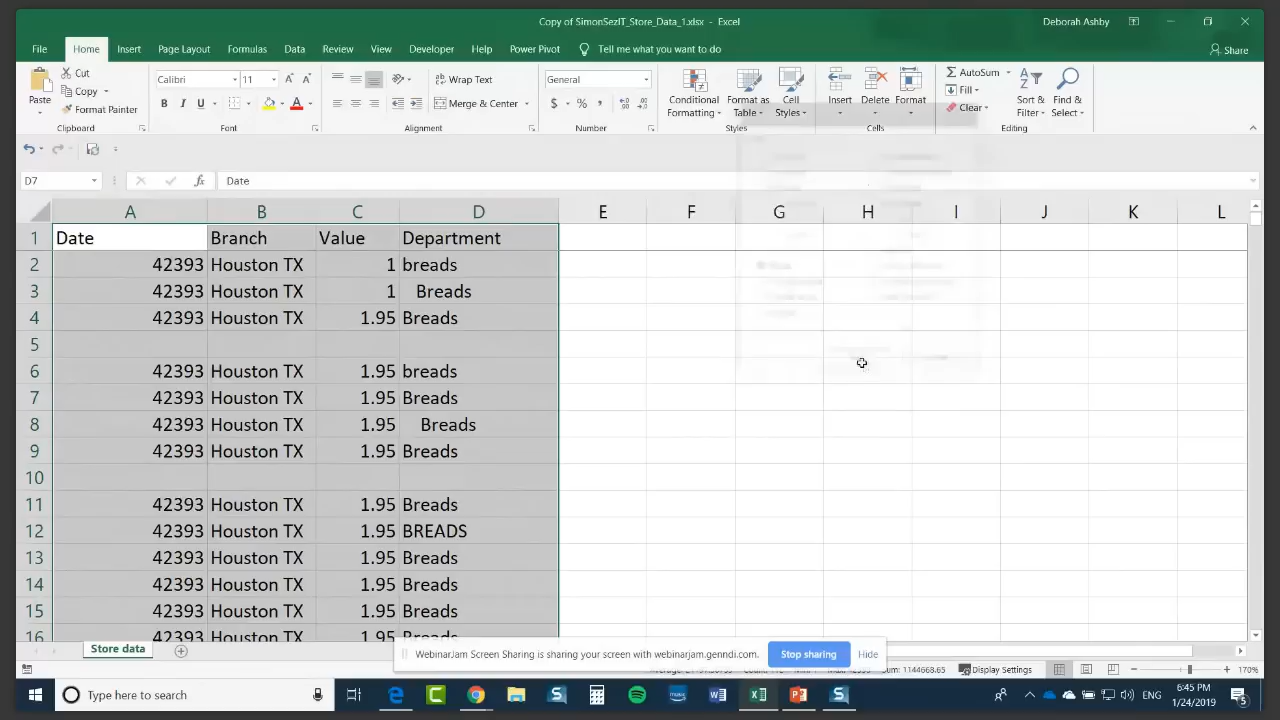 Copy of SimonSezIT_Store_Data_1.xlsx - Excel
Deborah Ashby
File Home Insert Page Layout Formulas Data Review View Developer Help Power Pivot Tell me what you want to do
Share
Paste
Cut
Copy
Format Painter
Clipboard
Calibri 11
B I U A
Font
Wrap Text
Merge & Center
Alignment
General
$ % ,
Number
Conditional Formatting
Format as Table
Cell Styles
Styles
Insert Delete Format
Cells
AutoSum
Fill
Clear
Sort & Filter
Find & Select
Editing
D7 fx Date
A B C D E F G H I J K L
1 Date Branch Value Department
2 42393 Houston TX 1 breads
3 42393 Houston TX 1 Breads
4 42393 Houston TX 1.95 Breads
5
6 42393 Houston TX 1.95 breads
7 42393 Houston TX 1.95 Breads
8 42393 Houston TX 1.95 Breads
9 42393 Houston TX 1.95 Breads
10
11 42393 Houston TX 1.95 Breads
12 42393 Houston TX 1.95 BREADS
13 42393 Houston TX 1.95 Breads
14 42393 Houston TX 1.95 Breads
15 42393 Houston TX 1.95 Breads
16 42393 Houston TX 1.95 Breads
Store data
WebinarJam Screen Sharing is sharing your screen with webinarjam.genndi.com. Stop sharing Hide
Sum: 1144668.65 Display Settings 170%
Type here to search
ENG
6:45 PM
1/24/2019
5